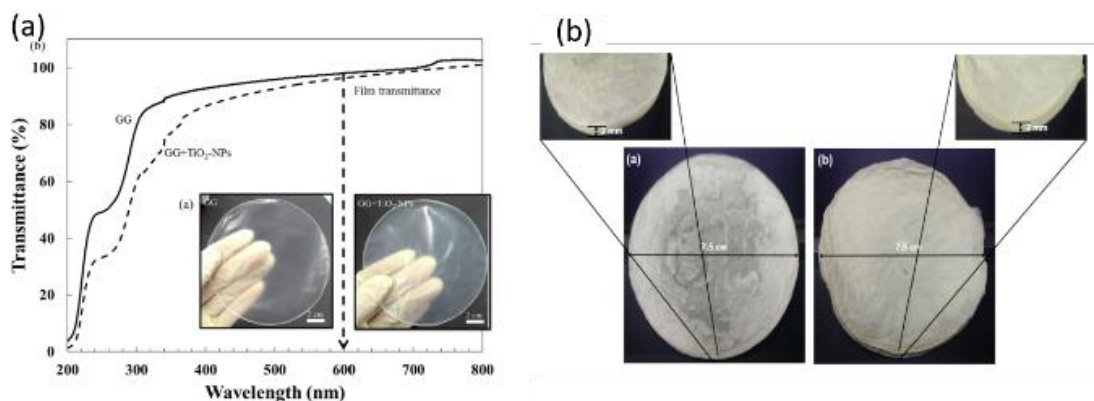 (a)
(b)
100
80
60
40
20
0
200
300
400
500
600
700
800
Transmittance (%)
Wavelength (nm)
GG
GG+TiO2-NPs
Film transmittance
(a)
GG
2 cm
GG+TiO2-NPs
2 cm
(b)
2 mm
2 mm
(a)
7.5 cm
(b)
7.5 cm